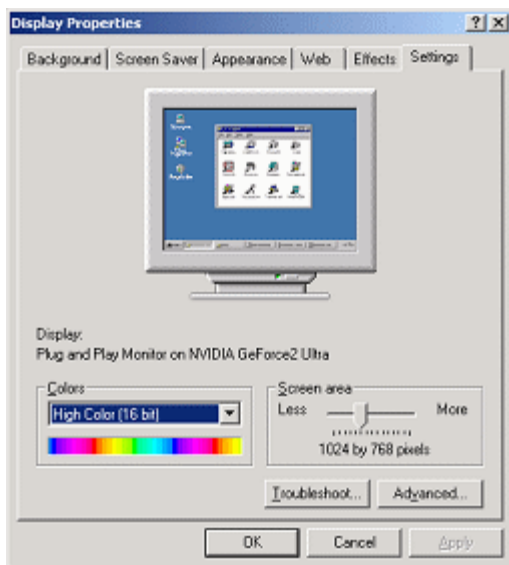 Display Properties
Background Screen Saver Appearance Web Effects Settings
Display:
Plug and Play Monitor on NVIDIA GeForce2 Ultra
Colors
High Color (16 bit)
Screen area
Less More
1024 by 768 pixels
Troubleshoot... Advanced...
OK Cancel Apply